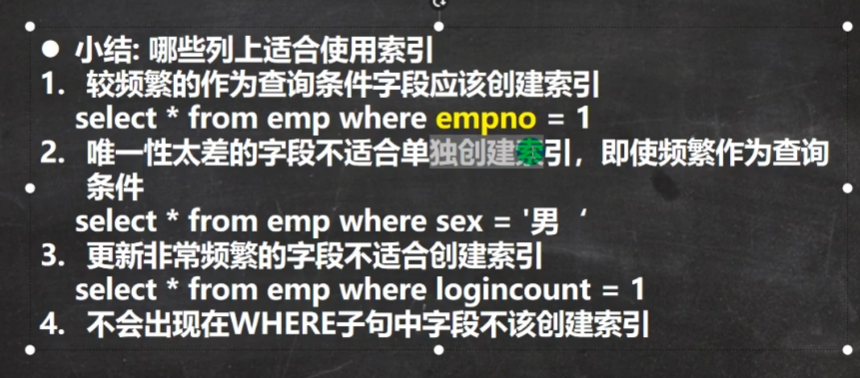 ● 小结: 哪些列上适合使用索引
1. 较频繁的作为查询条件字段应该创建索引
select * from emp where empno = 1
2. 唯一性太差的字段不适合单独创建索引，即使频繁作为查询
条件
select * from emp where sex = '男‘
3. 更新非常频繁的字段不适合创建索引
select * from emp where logincount = 1
4. 不会出现在WHERE子句中字段不该创建索引